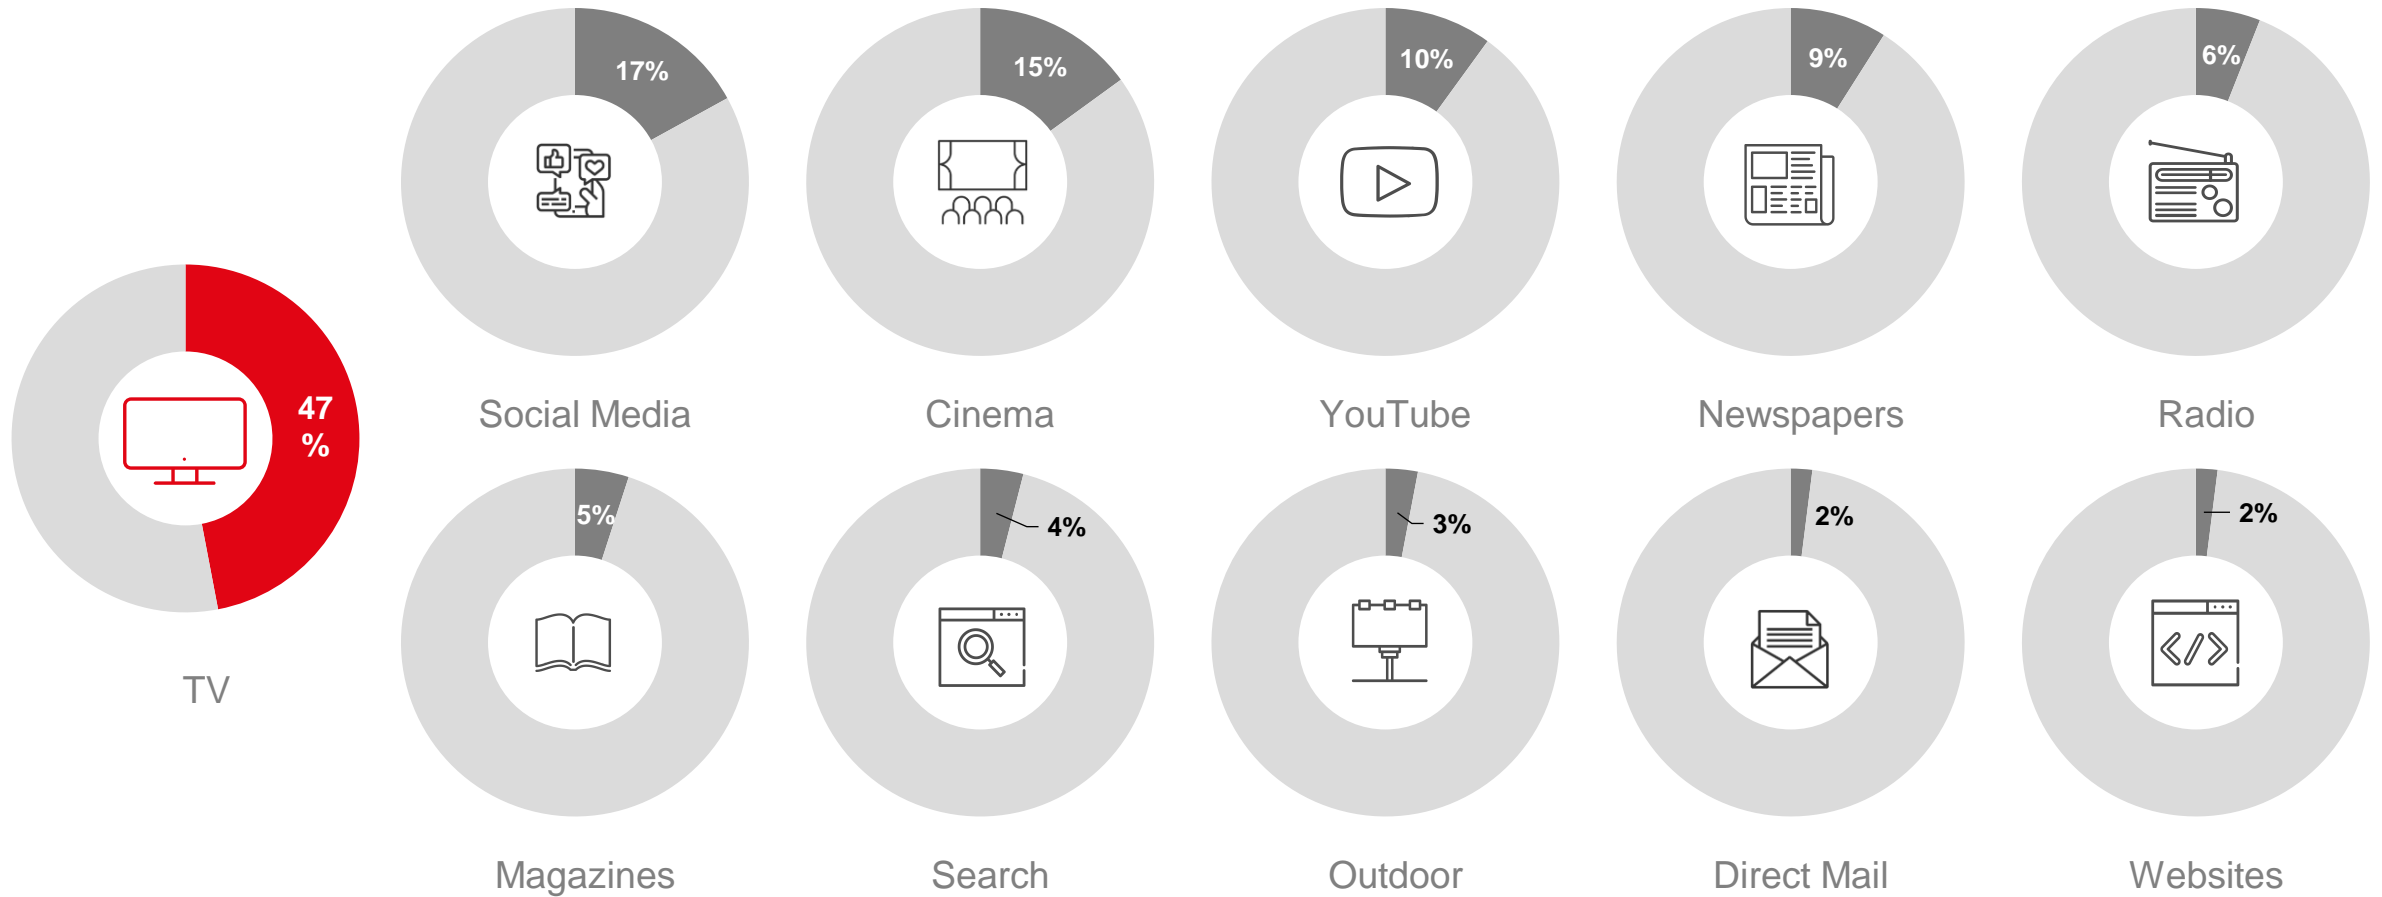 17%
15%
10%
9%
6%
Social Media
Cinema
YouTube
Newspapers
Radio
47
%
TV
5%
4%
3%
2%
2%
Magazines
Search
Outdoor
Direct Mail
Websites